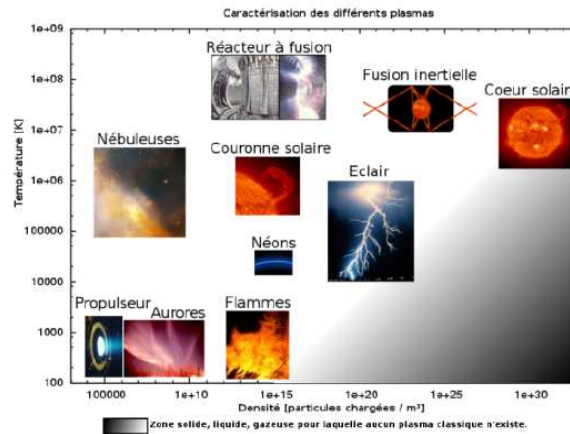 Caractérisation des différents plasmas
1e+09
1e+08
1e+07
1e+06
100000
10000
1000
100
Température [K]
Réacteur à fusion
Fusion inertielle
Coeur solaire
Nébuleuses
Couronne solaire
Eclair
Néons
Propulseur
Aurores
Flammes
100000 1e+10 1e+15 1e+20 1e+25 1e+30
Densité [particules chargées / m³]
Zone solide, liquide, gazeuse pour laquelle aucun plasma classique n'existe.